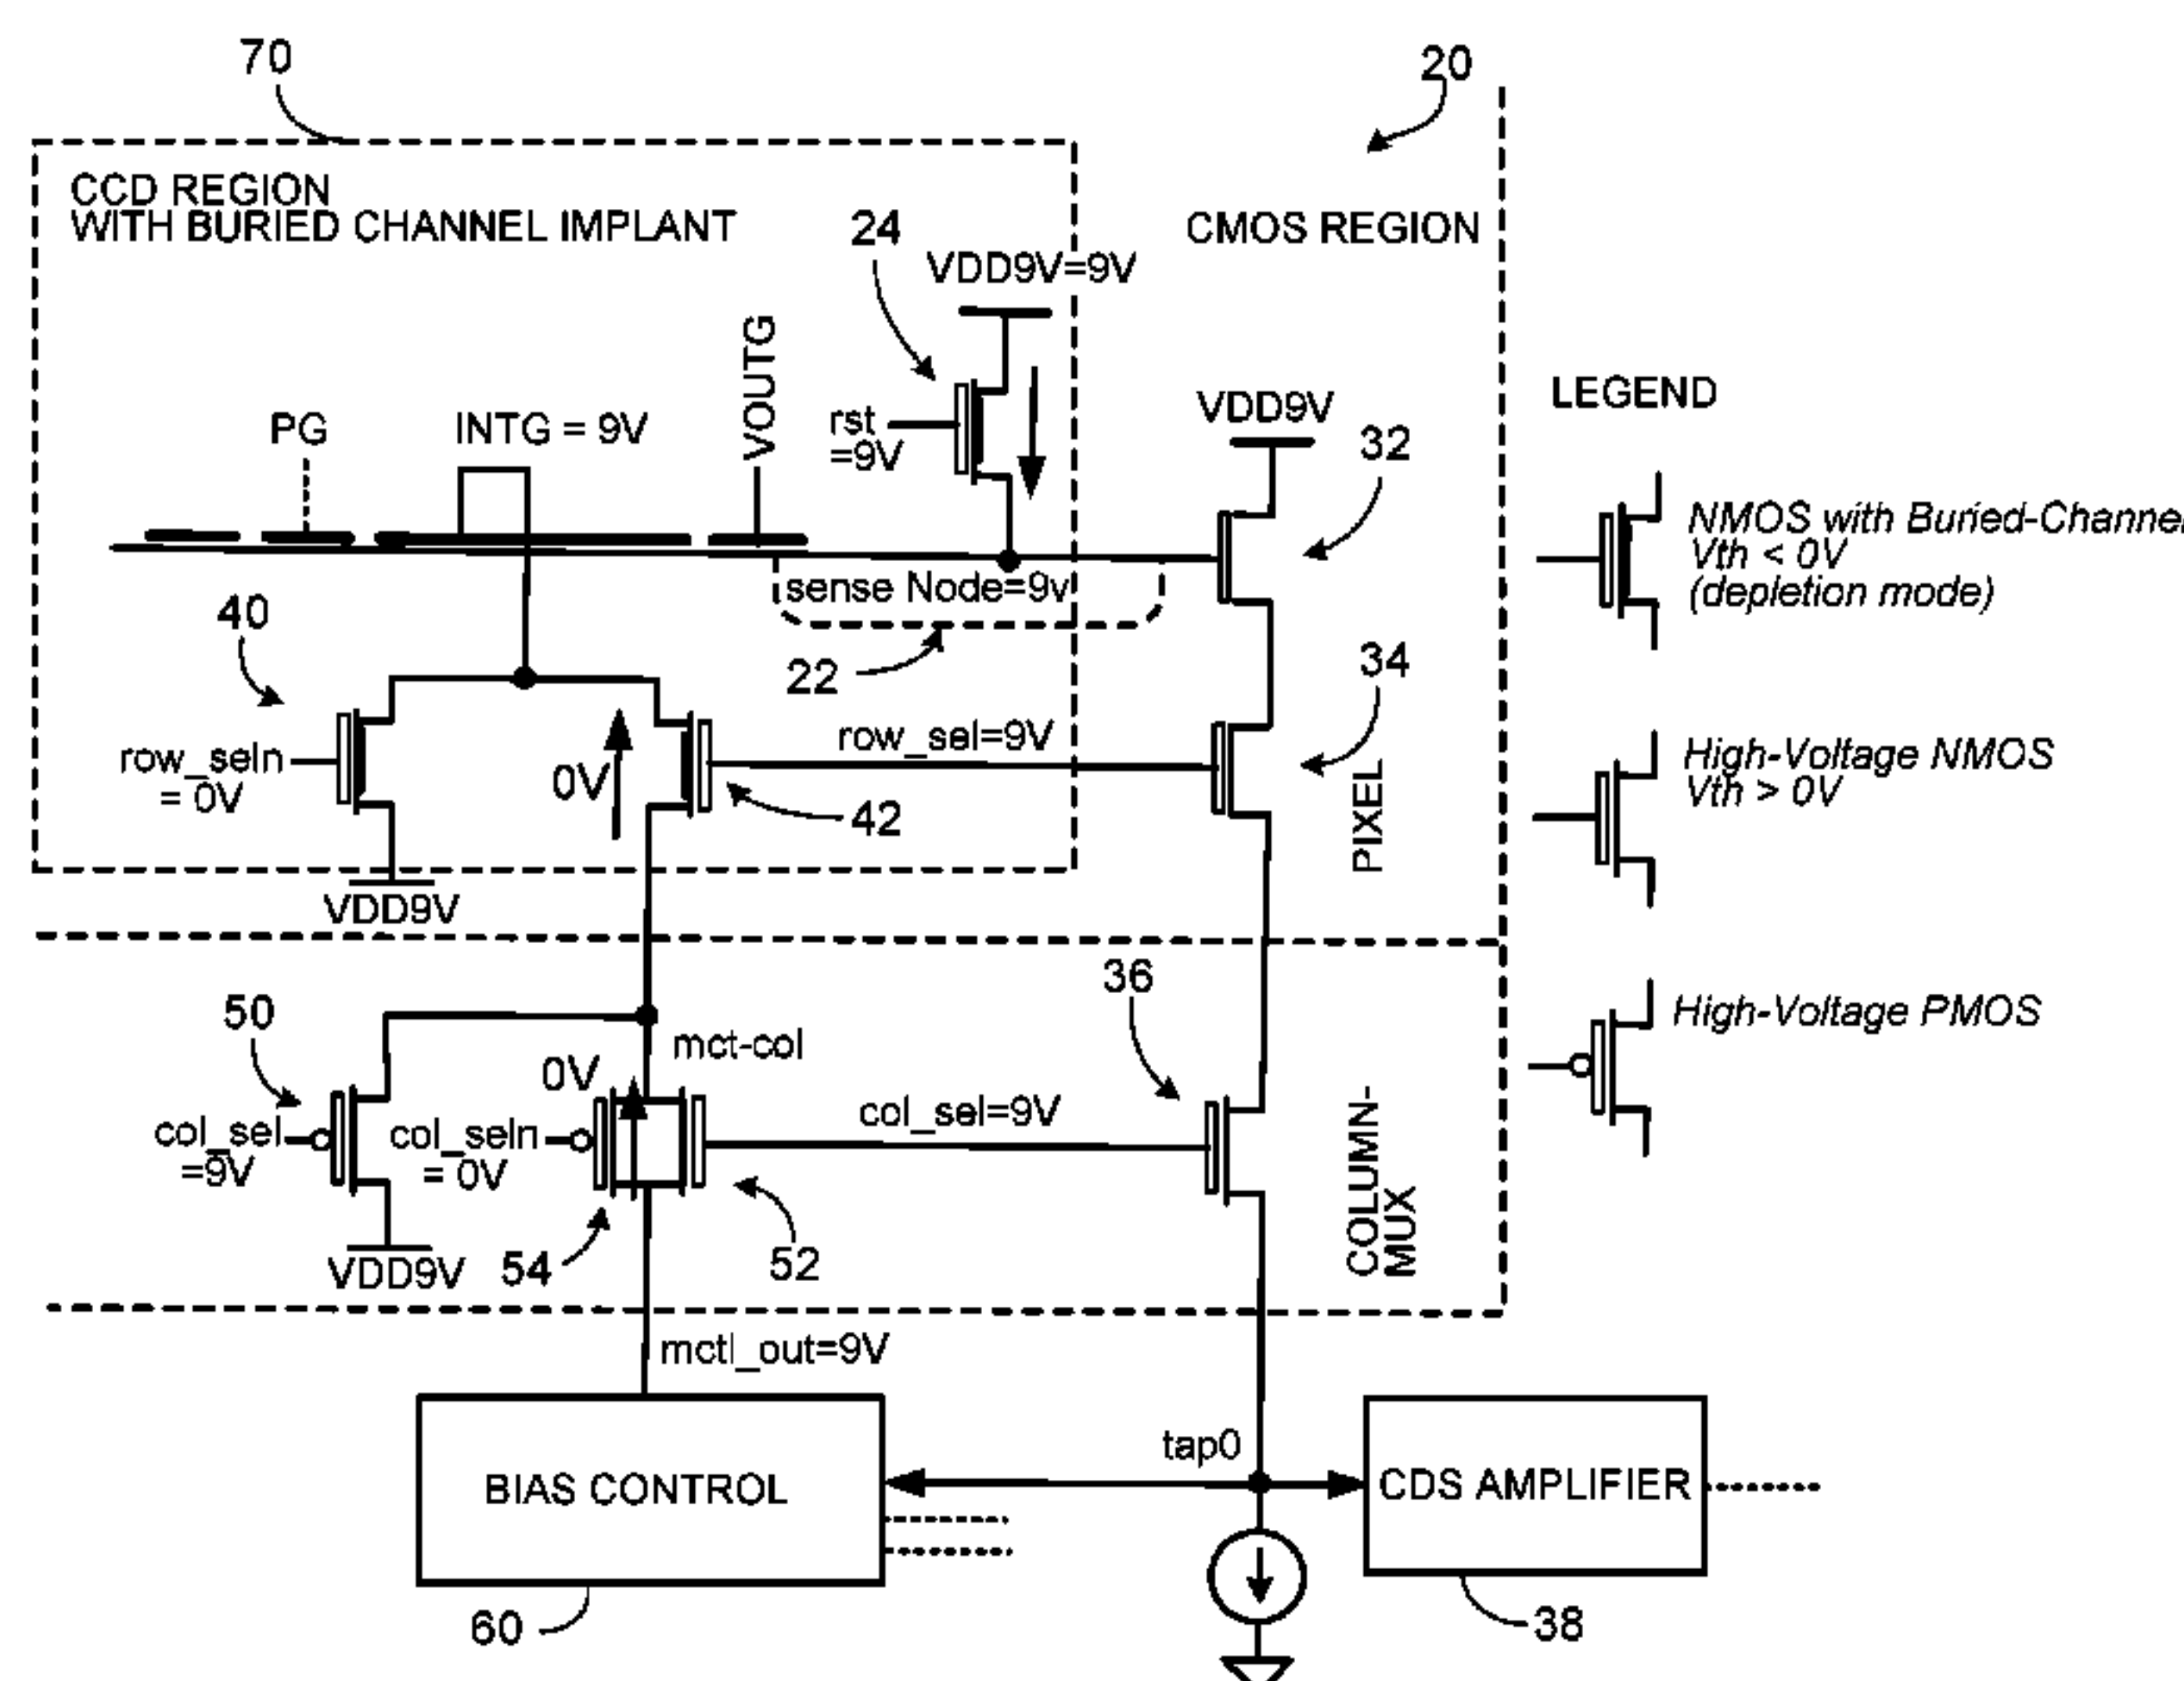 70
20
CCD REGION
WITH BURIED CHANNEL IMPLANT
24
CMOS REGION
VDD9V=9V
VOUTG
PG
INTG = 9V
rst
=9V
VDD9V
32
LEGEND
NMOS with Buried-Channel
Vth < 0V
(depletion mode)
sense Node=9v
40
22
34
row_seln
= 0V
0V
row_sel=9V
42
PIXEL
High-Voltage NMOS
Vth > 0V
VDD9V
50
36
mct-col
0V
High-Voltage PMOS
col_sel
=9V
col_seln
= 0V
col_sel=9V
COLUMN-
MUX
VDD9V
54
52
mctl_out=9V
tap0
BIAS CONTROL
CDS AMPLIFIER
60
38